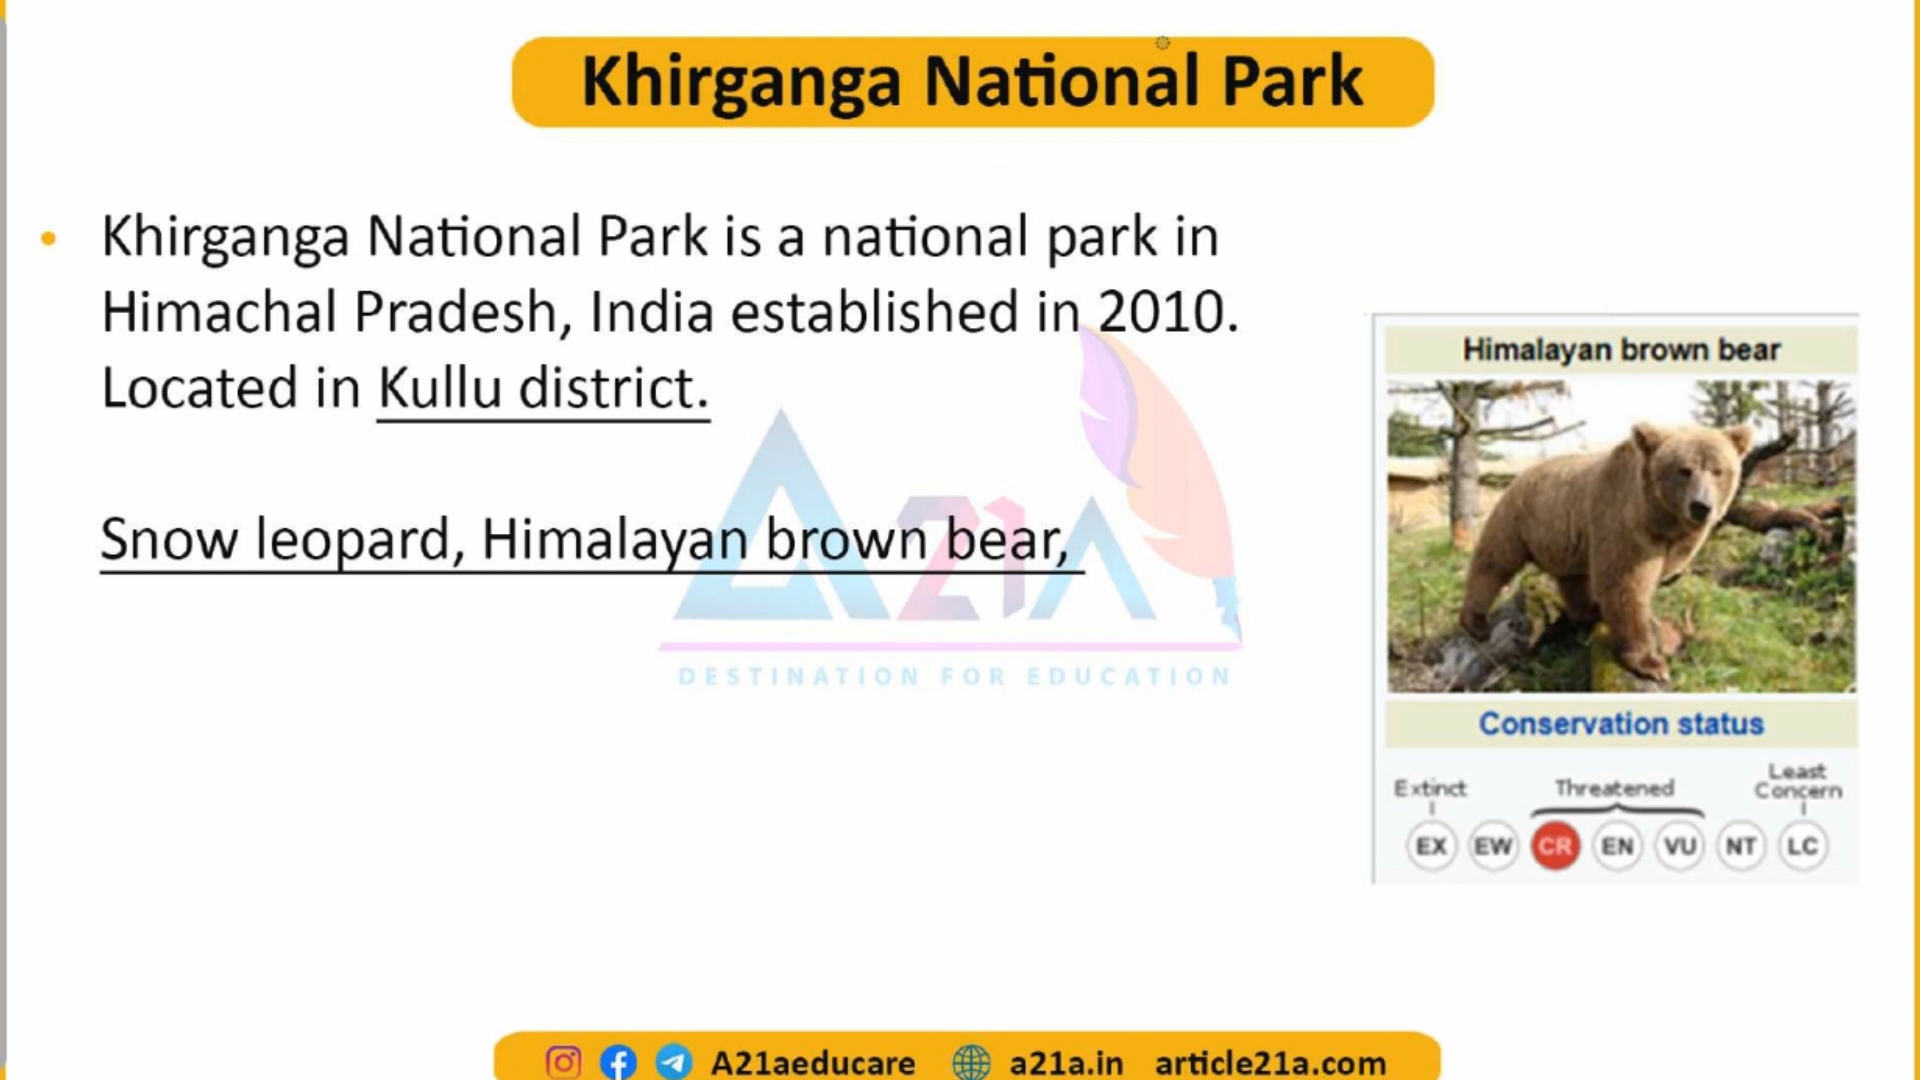 Khirganga National Park
• Khirganga National Park is a national park in
Himachal Pradesh, India established in 2010.
Located in Kullu district.
Snow leopard, Himalayan brown bear,
A21A
DESTINATION FOR EDUCATION
Himalayan brown bear
Conservation status
Extinct Threatened Least
Concern
EX EW CR EN VU NT LC
A21aeducare a21a.in article21a.com